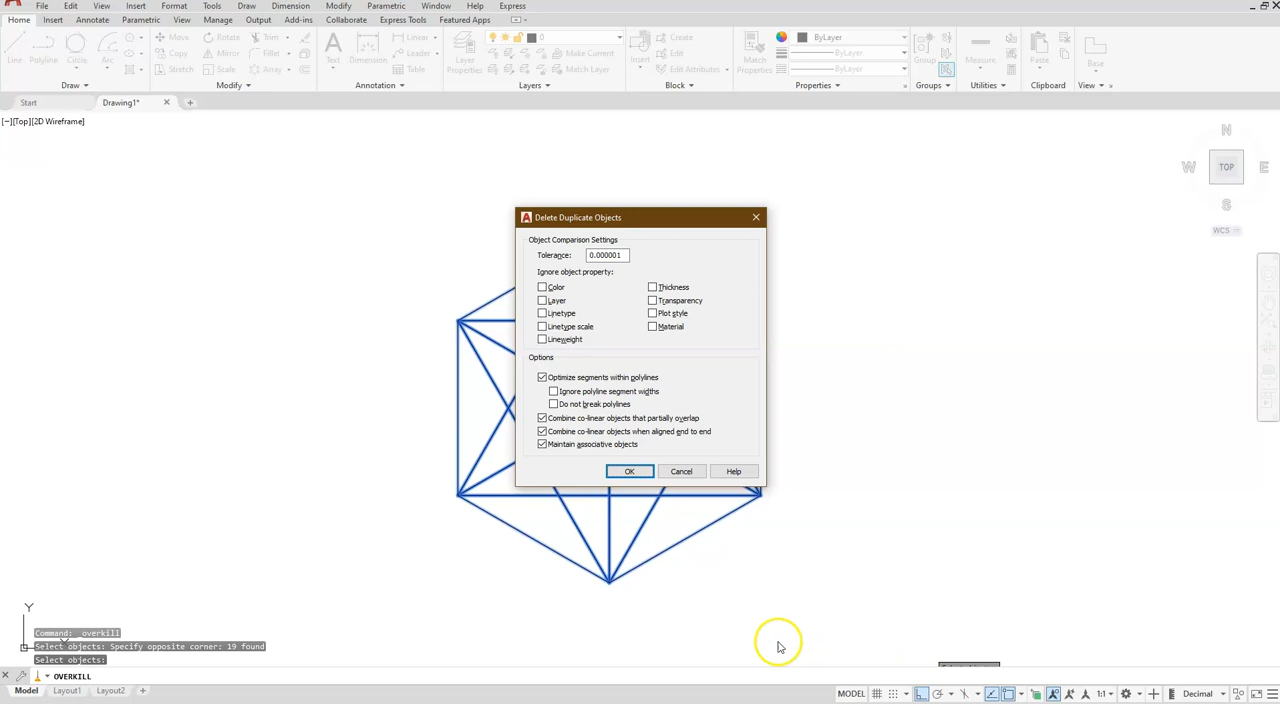 File Edit View Insert Format Tools Draw Dimension Modify Parametric Window Help Express
Home Insert Annotate Parametric View Manage Output Add-ins Collaborate Express Tools Featured Apps
Line Polyline Circle Arc
Move Rotate Trim
Copy Mirror Fillet
Stretch Scale Array
Text Dimension
Linear
Leader
Table
Layer Properties
0
Make Current
Match Layer
Insert
Create
Edit
Edit Attributes
Match Properties
ByLayer
ByLayer
ByLayer
Group
Measure
Paste
Base
Draw Modify Annotation Layers Block Properties Groups Utilities Clipboard View
Start Drawing1*
[−][Top][2D Wireframe]
N
W TOP E
S
WCS
Delete Duplicate Objects
Object Comparison Settings
Tolerance: 0.000001
Ignore object property:
Color Thickness
Layer Transparency
Linetype Plot style
Linetype scale Material
Lineweight
Options
Optimize segments within polylines
Ignore polyline segment widths
Do not break polylines
Combine co-linear objects that partially overlap
Combine co-linear objects when aligned end to end
Maintain associative objects
OK Cancel Help
Y
Command: _overkill
Select objects: Specify opposite corner: 19 found
Select objects:
OVERKILL
Model Layout1 Layout2
MODEL 1:1 Decimal